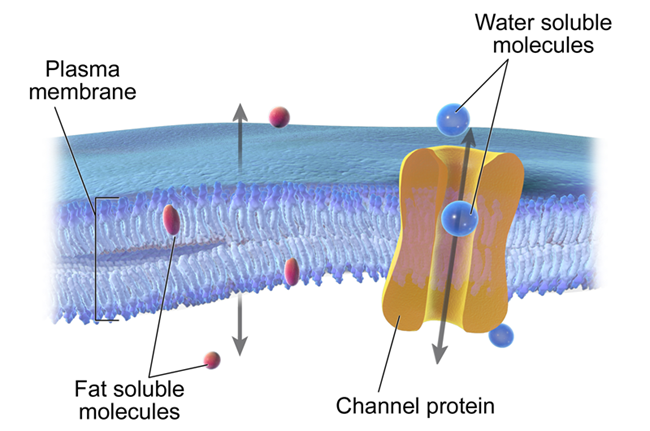 Water soluble
molecules
Plasma
membrane
Fat soluble
molecules
Channel protein